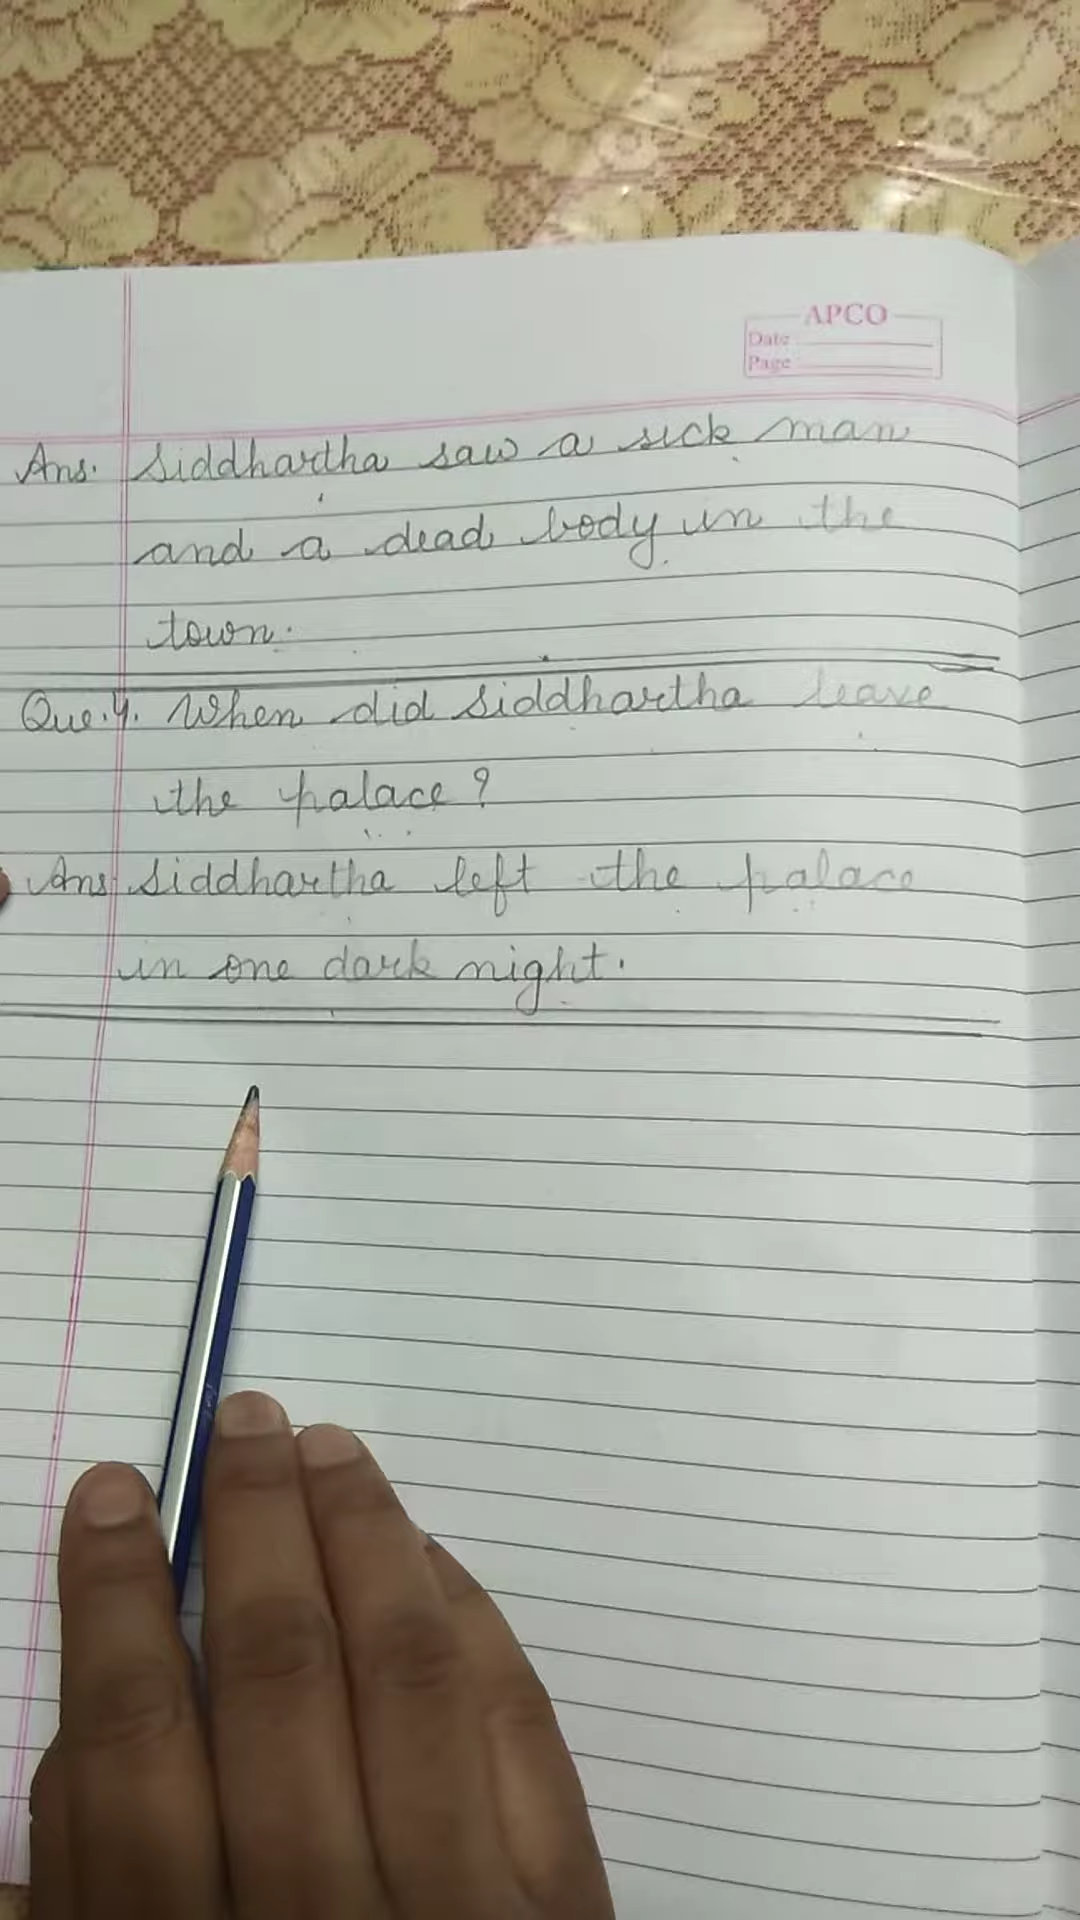 APCO
Date
Page
Ans. Siddhartha saw a sick man
and a dead body in the
town.
Que.4. When did Siddhartha leave
the palace?
Ans Siddhartha left the palace
in one dark night.